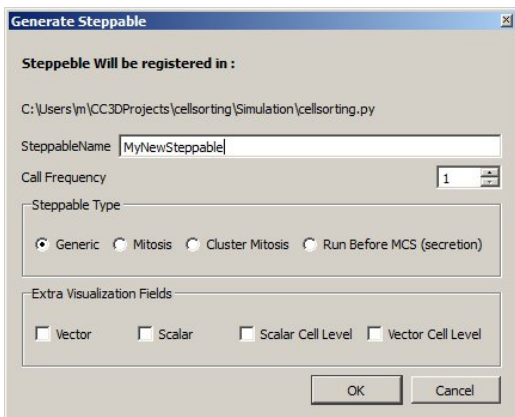 Generate Steppable
Steppeble Will be registered in :
C:\Users\m\CC3DProjects\cellsorting\Simulation\cellsorting.py
SteppableName MyNewSteppable
Call Frequency 1
Steppable Type
Generic Mitosis Cluster Mitosis Run Before MCS (secretion)
Extra Visualization Fields
Vector Scalar Scalar Cell Level Vector Cell Level
OK Cancel